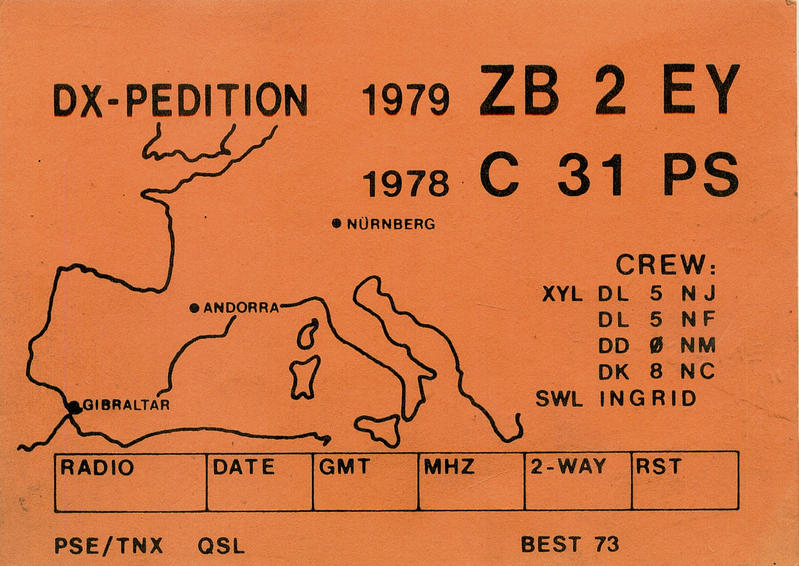 DX-PEDITION 1979 ZB 2 EY
1978 C 31 PS
NÜRNBERG
CREW:
XYL DL 5 NJ
DL 5 NF
DD Ø NM
DK 8 NC
SWL INGRID
ANDORRA
GIBRALTAR
RADIO DATE GMT MHZ 2-WAY RST
PSE/TNX QSL BEST 73